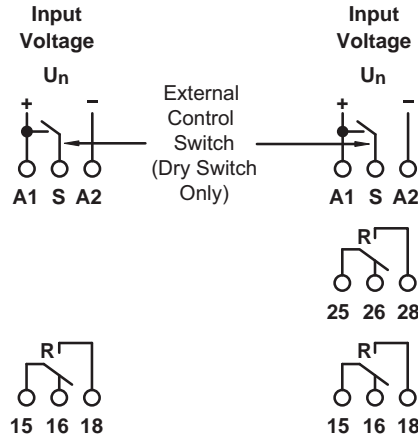 Input
Voltage
Un
+ −
A1 S A2
External
Control
Switch
(Dry Switch
Only)
Input
Voltage
Un
+ −
A1 S A2
R
25 26 28
R
15 16 18
R
15 16 18